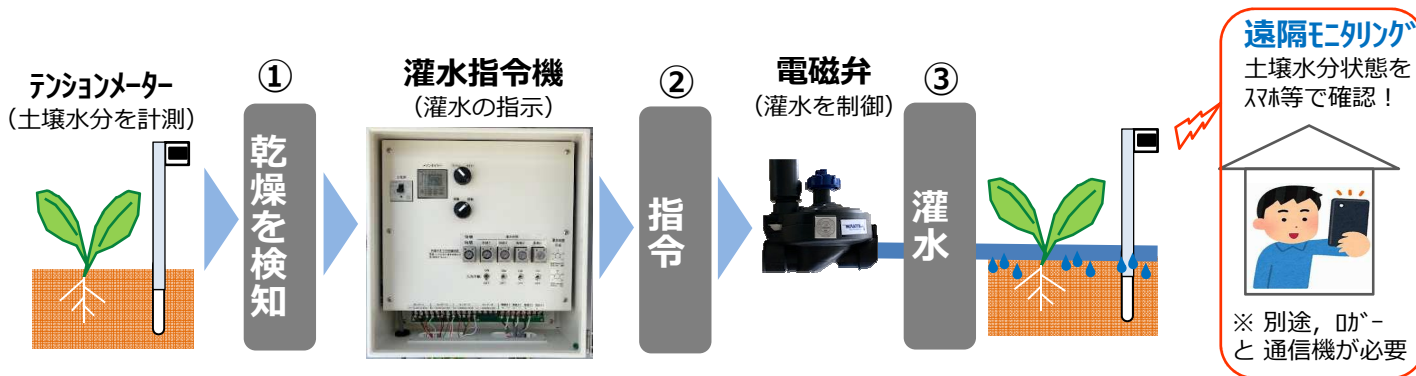 テンションメーター
（土壌水分を計測）
①
乾燥を検知
灌水指令機
（灌水の指示）
②
指令
電磁弁
（灌水を制御）
③
灌水
遠隔ﾓﾆﾀﾘﾝｸﾞ
土壌水分状態を
ｽﾏﾎ等で確認！
※ 別途，ﾛｶﾞｰ
と 通信機が必要